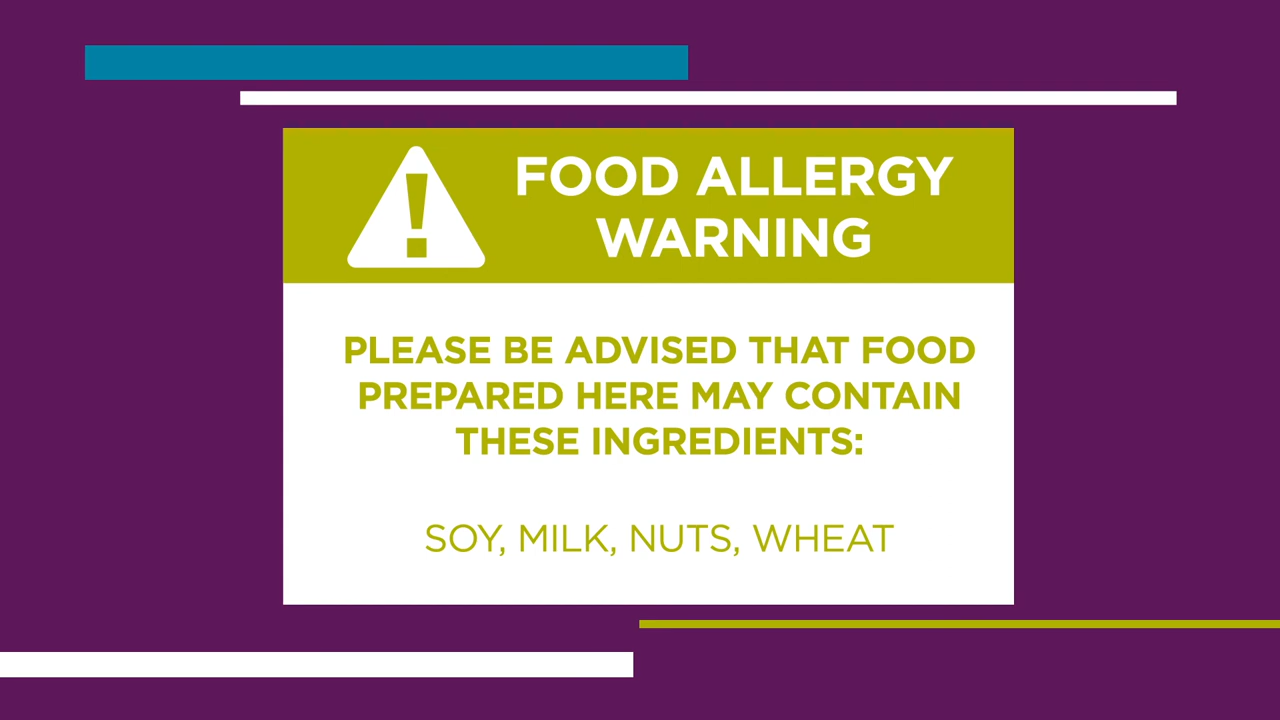 FOOD ALLERGY
WARNING
PLEASE BE ADVISED THAT FOOD
PREPARED HERE MAY CONTAIN
THESE INGREDIENTS:
SOY, MILK, NUTS, WHEAT